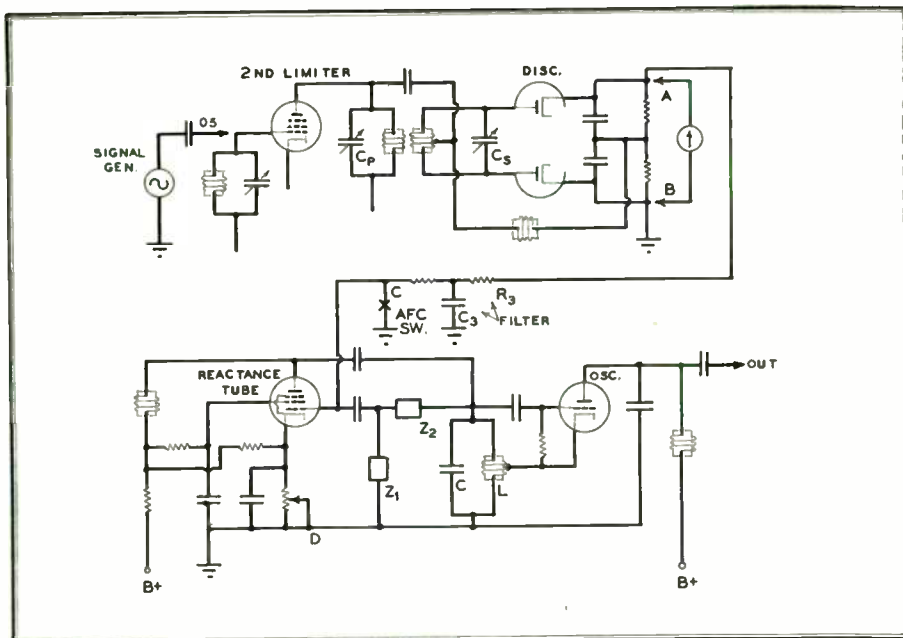 2ND LIMITER
DISC.
A
05
SIGNAL
GEN.
CP
CS
B
C
R3
AFC
SW.
C3
FILTER
REACTANCE
TUBE
OSC.
OUT
Z2
Z1
C
L
D
B+
B+